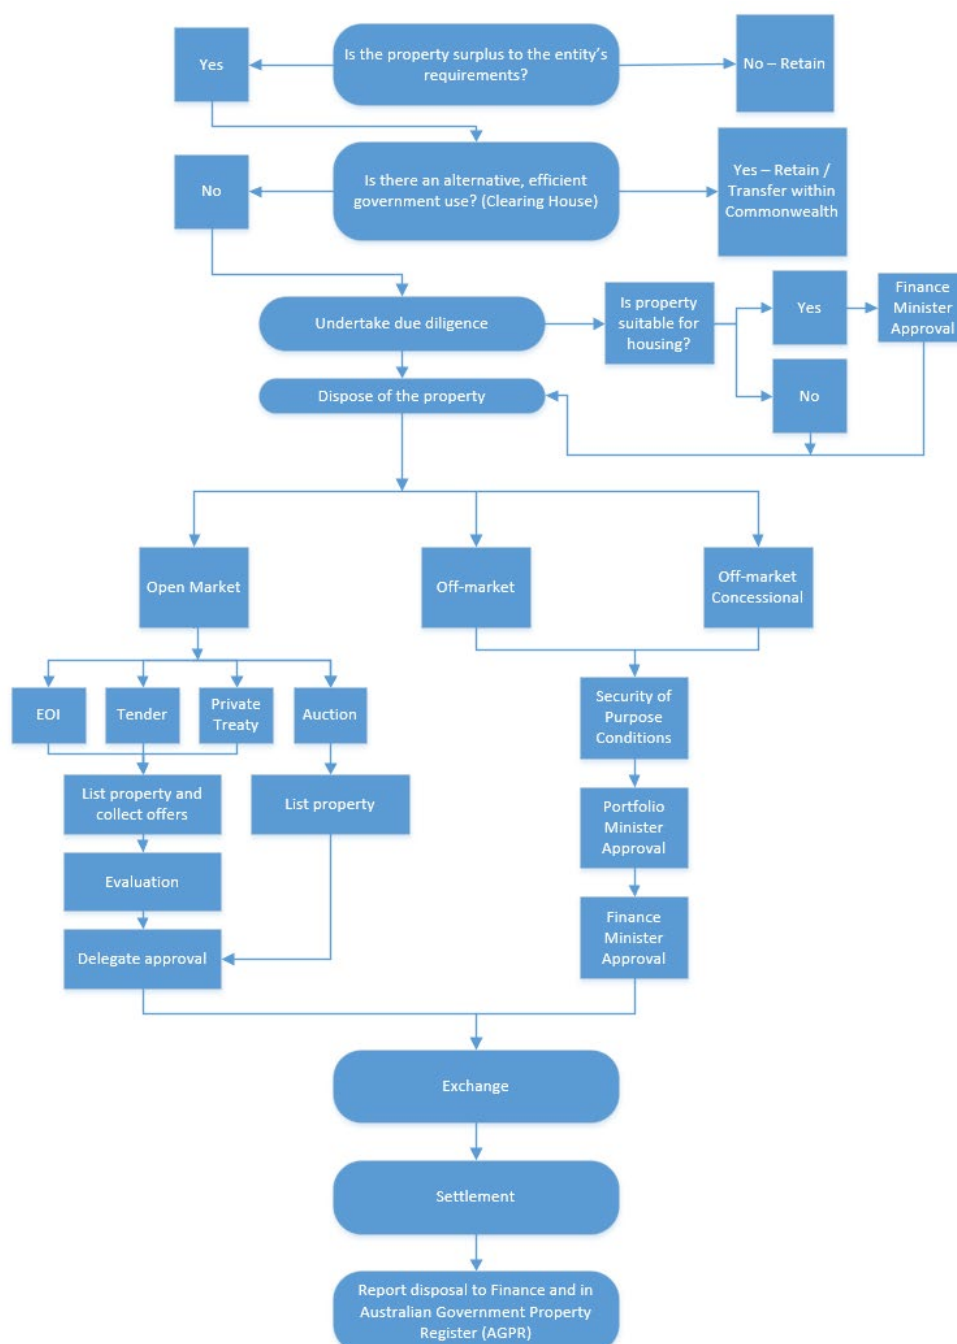 Is the property surplus to the entity's
requirements?
Yes
No – Retain
Is there an alternative, efficient
government use? (Clearing House)
No
Yes – Retain /
Transfer within
Commonwealth
Undertake due diligence
Is property
suitable for
housing?
Yes
Finance
Minister
Approval
No
Dispose of the property
Open Market
Off-market
Off-market
Concessional
EOI
Tender
Private
Treaty
Auction
List property and
collect offers
List property
Evaluation
Delegate approval
Security of
Purpose
Conditions
Portfolio
Minister
Approval
Finance
Minister
Approval
Exchange
Settlement
Report disposal to Finance and in
Australian Government Property
Register (AGPR)